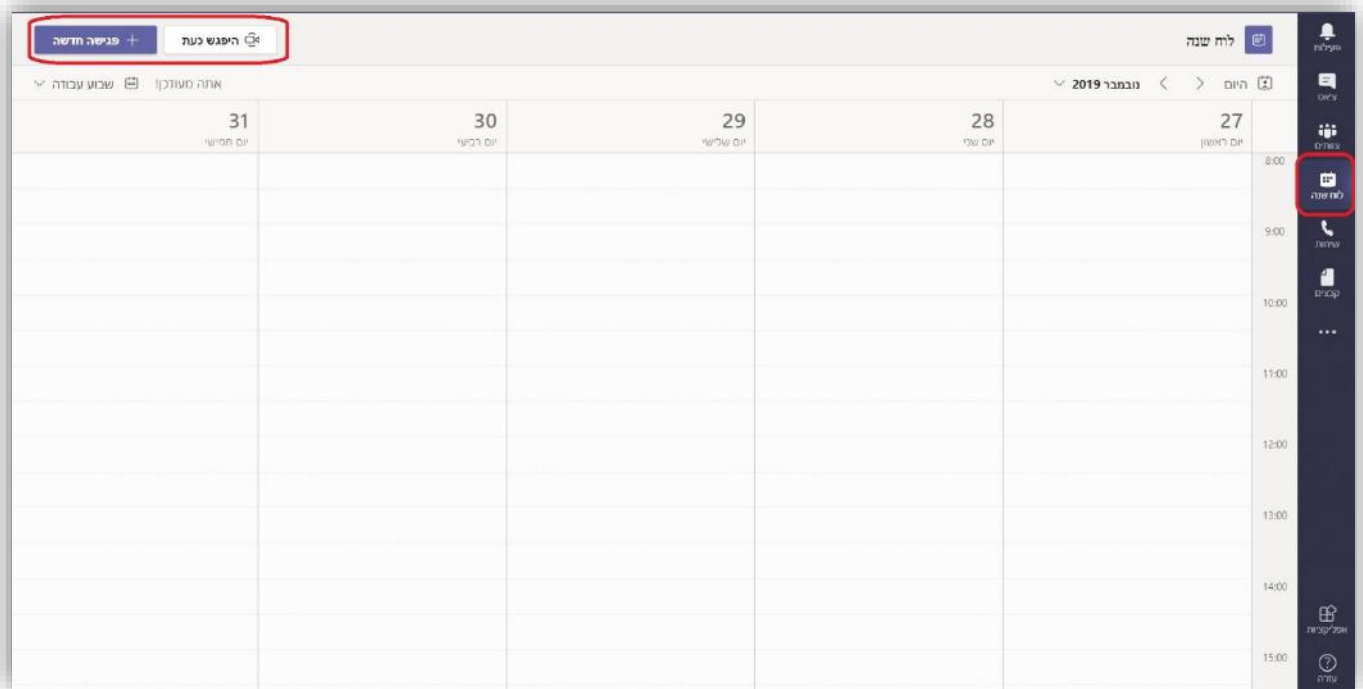 לוח שנה
היפגש כעת
+ פגישה חדשה
היום
נובמבר 2019
אתה מעודכן!
שבוע עבודה
27
יום ראשון
28
יום שני
29
יום שלישי
30
יום רביעי
31
יום חמישי
8:00
9:00
10:00
11:00
12:00
13:00
14:00
15:00
פעילות
צ'אט
צוותים
לוח שנה
שיחות
קבצים
אפליקציות
עזרה